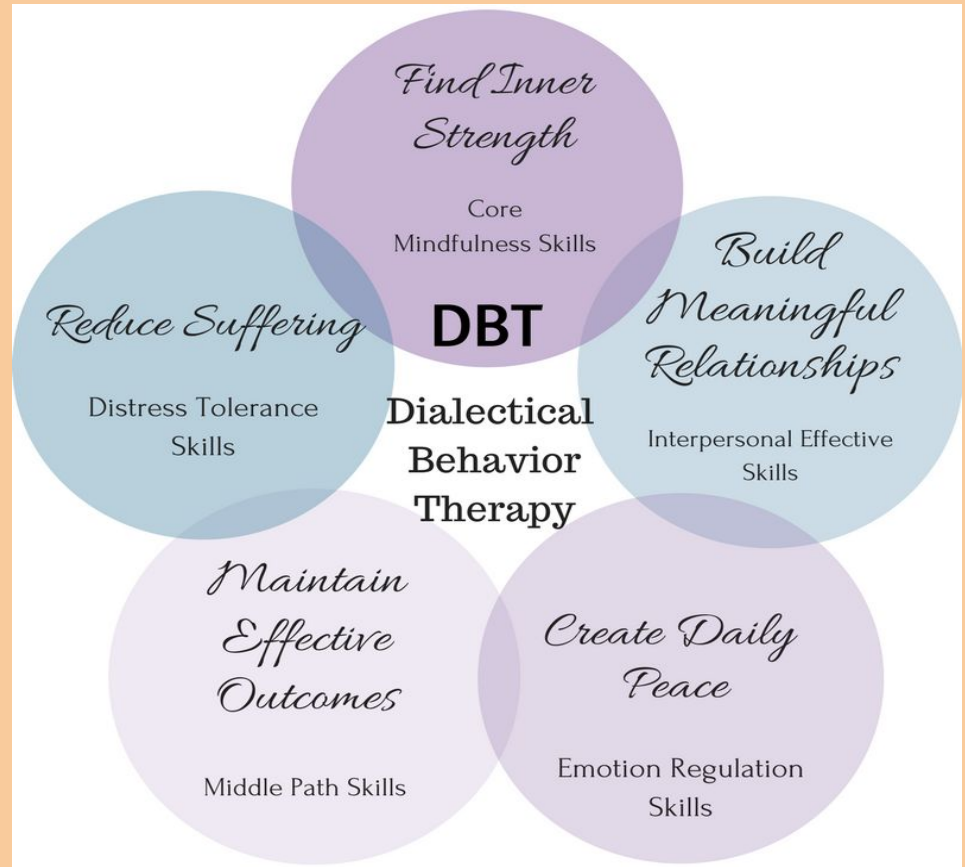 Find Inner
Strength
Core
Mindfulness Skills
DBT
Dialectical
Behavior
Therapy
Reduce Suffering
Distress Tolerance
Skills
Build
Meaningful
Relationships
Interpersonal Effective
Skills
Maintain
Effective
Outcomes
Middle Path Skills
Create Daily
Peace
Emotion Regulation
Skills